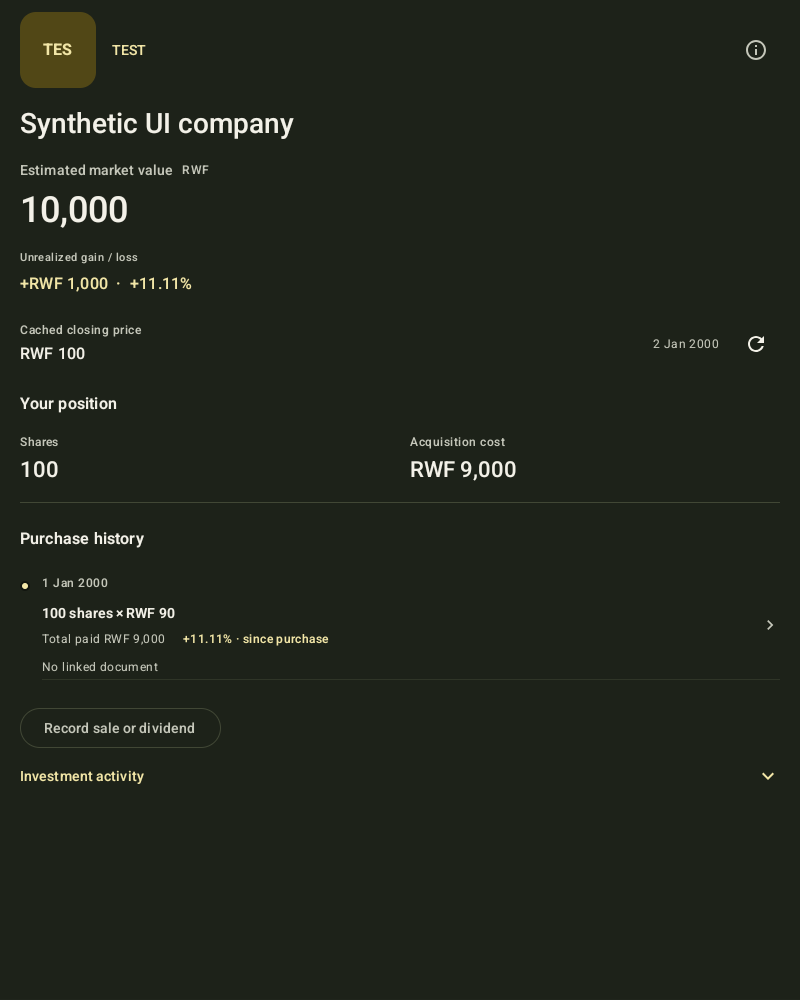 TES
TEST
Synthetic UI company
Estimated market value RWF
10,000
Unrealized gain / loss
+RWF 1,000 · +11.11%
Cached closing price
RWF 100
2 Jan 2000
Your position
Shares
100
Acquisition cost
RWF 9,000
Purchase history
1 Jan 2000
100 shares × RWF 90
Total paid RWF 9,000 +11.11% · since purchase
No linked document
Record sale or dividend
Investment activity